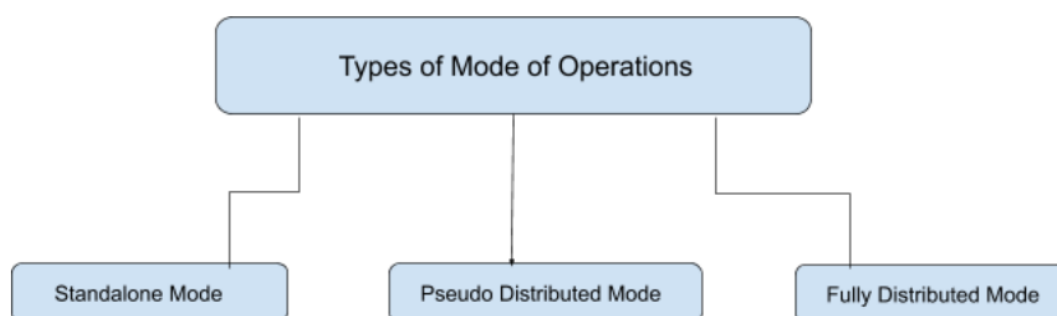 Types of Mode of Operations
Standalone Mode
Pseudo Distributed Mode
Fully Distributed Mode